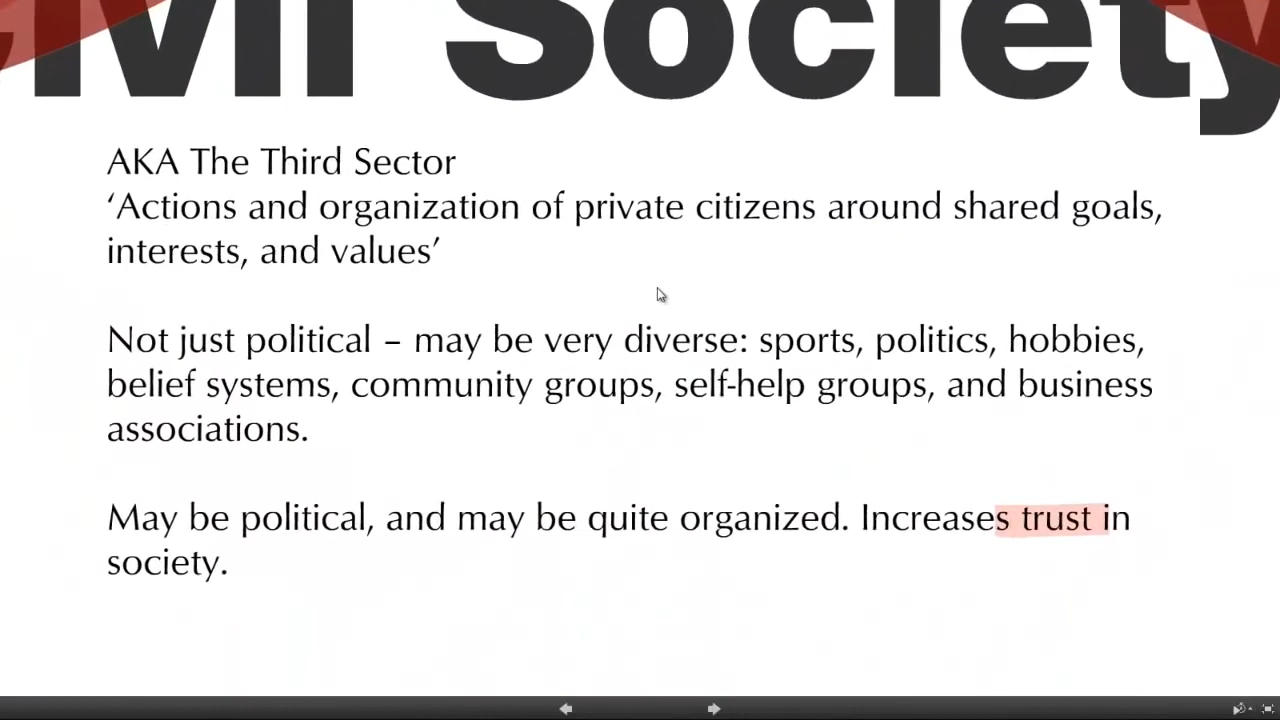 Civil Society
AKA The Third Sector
‘Actions and organization of private citizens around shared goals,
interests, and values’
Not just political – may be very diverse: sports, politics, hobbies,
belief systems, community groups, self-help groups, and business
associations.
May be political, and may be quite organized. Increases trust in
society.